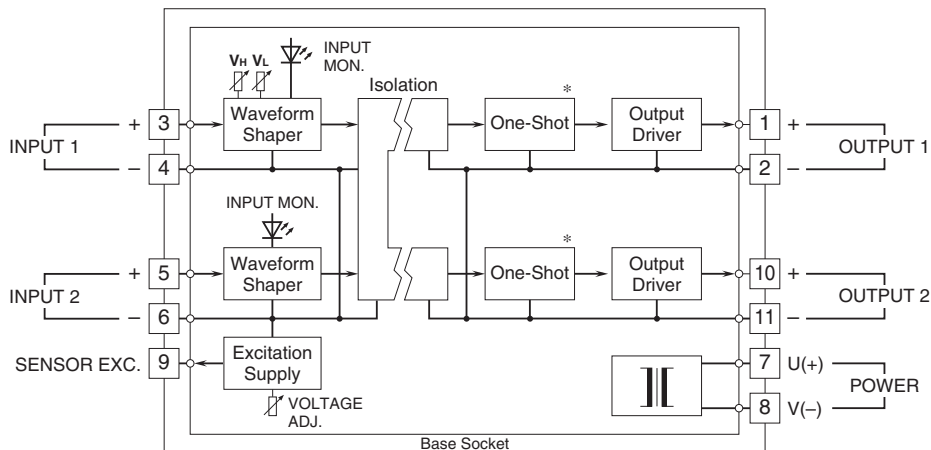 INPUT
MON.
VH VL
Isolation
*
Waveform
Shaper
One-Shot
Output
Driver
INPUT 1
+ 3
− 4
1 +
2 −
OUTPUT 1
INPUT MON.
*
Waveform
Shaper
One-Shot
Output
Driver
INPUT 2
+ 5
− 6
10 +
11 −
OUTPUT 2
SENSOR EXC. 9
Excitation
Supply
VOLTAGE
ADJ.
7 U(+)
8 V(−)
POWER
Base Socket